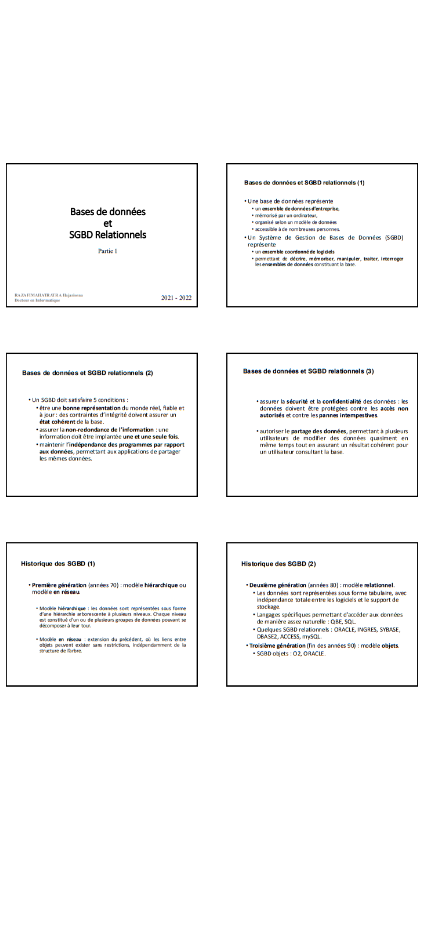 Bases de données
et
SGBD Relationnels
Partie 1
Docteur en Informatique
2021 - 2022
Bases de données et SGBD relationnels (1)
• Une base de données représente
• un ensemble de données d'entreprise,
• mémorisé par un ordinateur,
• organisé selon un modèle de données
• accessible à de nombreuses personnes.
• Un Système de Gestion de Bases de Données (SGBD)
représente
• un ensemble coordonné de logiciels
• permettant de décrire, mémoriser, manipuler, traiter, interroger
les ensembles de données constituant la base.
Bases de données et SGBD relationnels (2)
• Un SGBD doit satisfaire 5 conditions :
• être une bonne représentation du monde réel, fiable et
à jour : des contraintes d'intégrité doivent assurer un
état cohérent de la base.
• assurer la non-redondance de l'information : une
information doit être implantée une et une seule fois.
• maintenir l'indépendance des programmes par rapport
aux données, permettant aux applications de partager
les mêmes données.
Bases de données et SGBD relationnels (3)
• assurer la sécurité et la confidentialité des données : les
données doivent être protégées contre les accès non
autorisés et contre les pannes intempestives.
• autoriser le partage des données, permettant à plusieurs
utilisateurs de modifier des données quasiment en
même temps tout en assurant un résultat cohérent pour
un utilisateur consultant la base.
Historique des SGBD (1)
• Première génération (années 70) : modèle hiérarchique ou
modèle en réseau.
• Modèle hiérarchique : les données sont représentées sous forme
d'une hiérarchie arborescente à plusieurs niveaux. Chaque niveau
est constitué d'un ou de plusieurs groupes de données pouvant se
décomposer à leur tour.
• Modèle en réseau : extension du précédent, où les liens entre
objets peuvent exister sans restrictions, indépendamment de la
structure de l'arbre.
Historique des SGBD (2)
• Deuxième génération (années 80) : modèle relationnel.
• Les données sont représentées sous forme tabulaire, avec
indépendance totale entre les logiciels et le support de
stockage.
• Langages spécifiques permettant d'accéder aux données
de manière assez naturelle : QBE, SQL.
• Quelques SGBD relationnels : ORACLE, INGRES, SYBASE,
DBASE2, ACCESS, mySQL.
• Troisième génération (fin des années 90) : modèle objets.
• SGBD objets : O2, ORACLE.